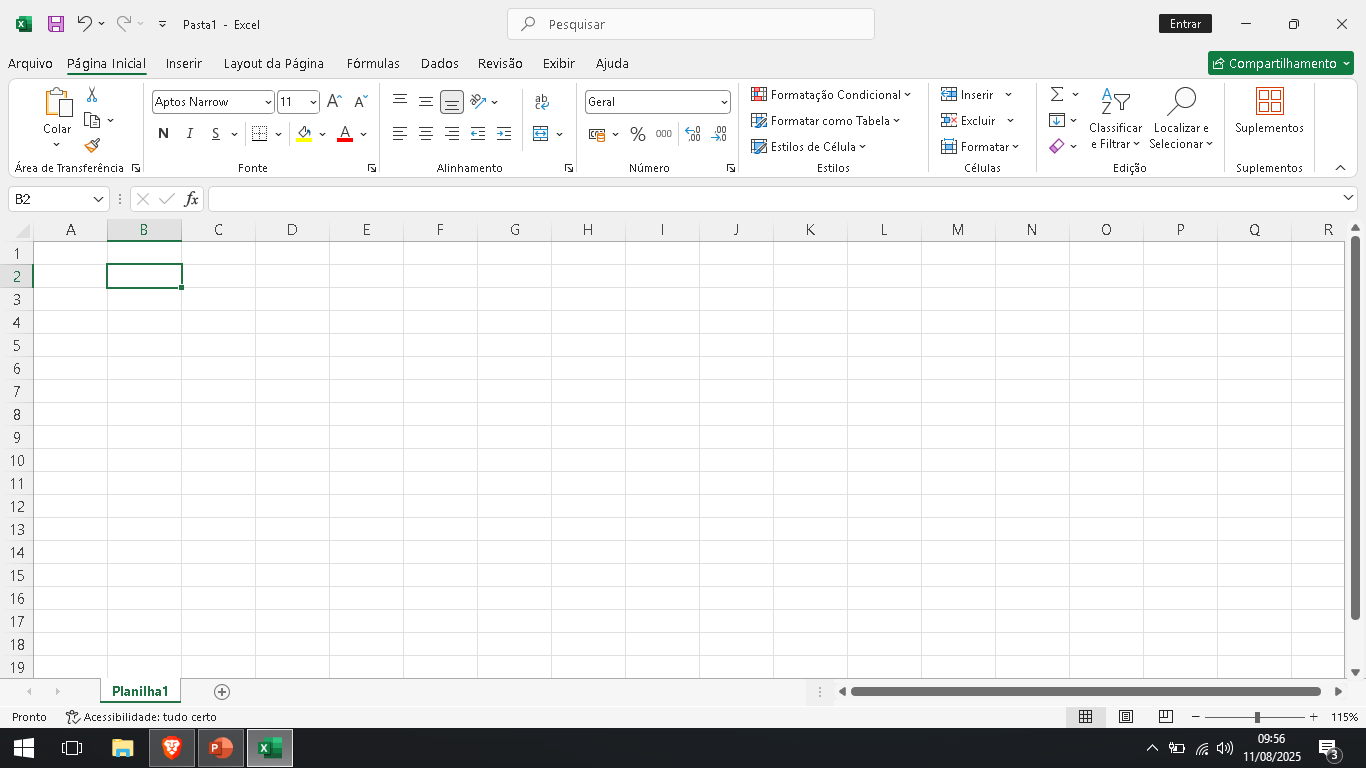 Pasta1 - Excel
Pesquisar
Entrar
Arquivo Página Inicial Inserir Layout da Página Fórmulas Dados Revisão Exibir Ajuda
Compartilhamento
Colar
Área de Transferência
Aptos Narrow 11
N I S
Fonte
ab
Alinhamento
Geral
% 000
Número
Formatação Condicional
Formatar como Tabela
Estilos de Célula
Estilos
Inserir
Excluir
Formatar
Células
Classificar e Filtrar
Localizar e Selecionar
Edição
Suplementos
Suplementos
B2
fx
A B C D E F G H I J K L M N O P Q R
1
2
3
4
5
6
7
8
9
10
11
12
13
14
15
16
17
18
19
Planilha1
Pronto Acessibilidade: tudo certo
115%
09:56
11/08/2025
3